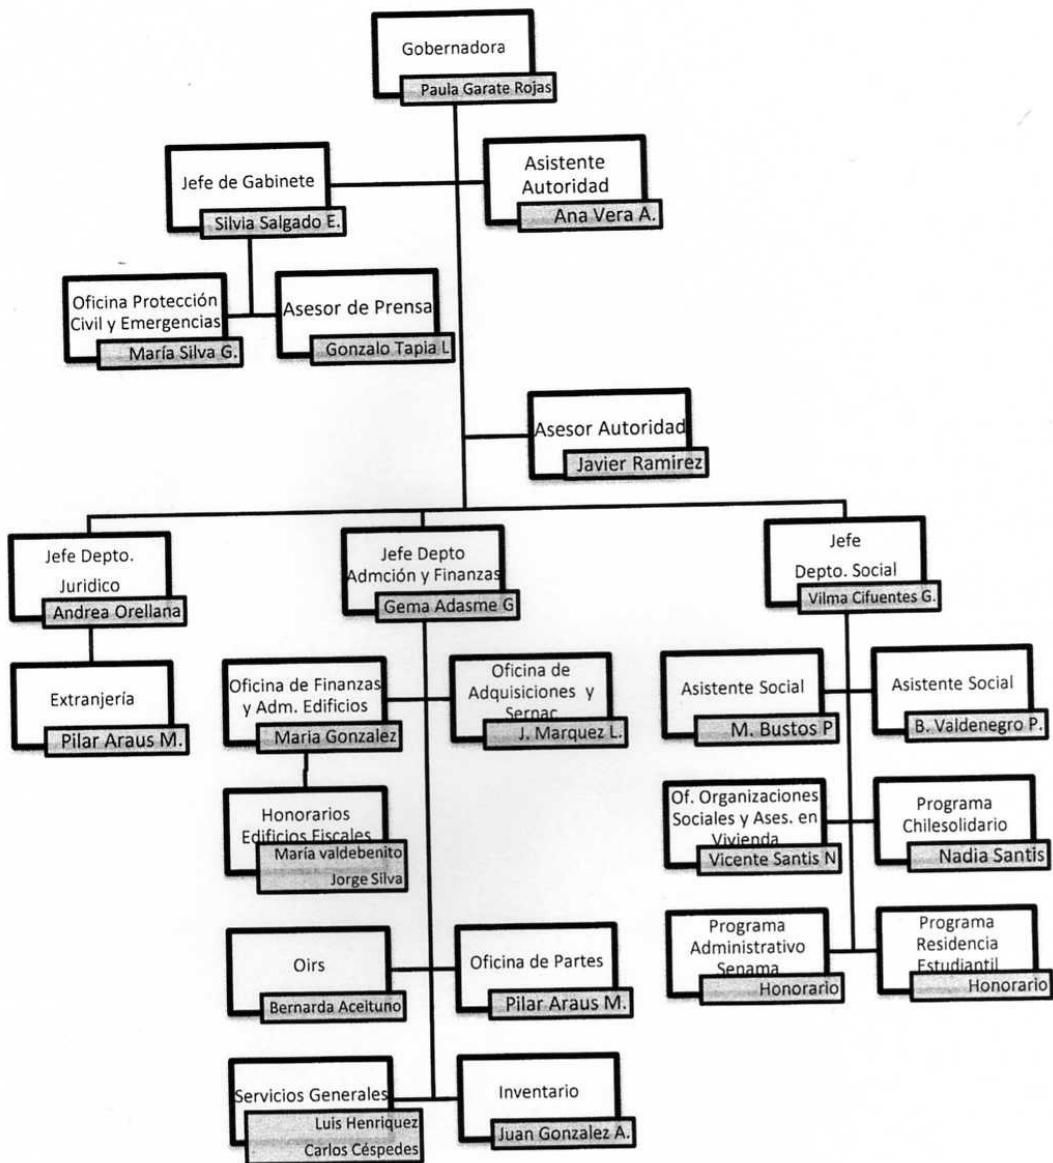 Gobernadora
Paula Garate Rojas
Jefe de Gabinete
Silvia Salgado E.
Asistente
Autoridad
Ana Vera A.
Oficina Protección
Civil y Emergencias
María Silva G.
Asesor de Prensa
Gonzalo Tapia L
Asesor Autoridad
Javier Ramirez
Jefe Depto.
Juridico
Andrea Orellana
Jefe Depto
Admción y Finanzas
Gema Adasme G
Jefe
Depto. Social
Vilma Cifuentes G.
Extranjería
Pilar Araus M.
Oficina de Finanzas
y Adm. Edificios
Maria Gonzalez
Oficina de
Adquisiciones y
Sernac
J. Marquez L.
Asistente Social
M. Bustos P
Asistente Social
B. Valdenegro P.
Honorarios
Edificios Fiscales
María valdebenito
Jorge Silva
Of. Organizaciones
Sociales y Ases. en
Vivienda
Vicente Santis N
Programa
Chilesolidario
Nadia Santis
Oirs
Bernarda Aceituno
Oficina de Partes
Pilar Araus M.
Programa
Administrativo
Senama
Honorario
Programa
Residencia
Estudiantil
Honorario
Servicios Generales
Luis Henriquez
Carlos Céspedes
Inventario
Juan Gonzalez A.